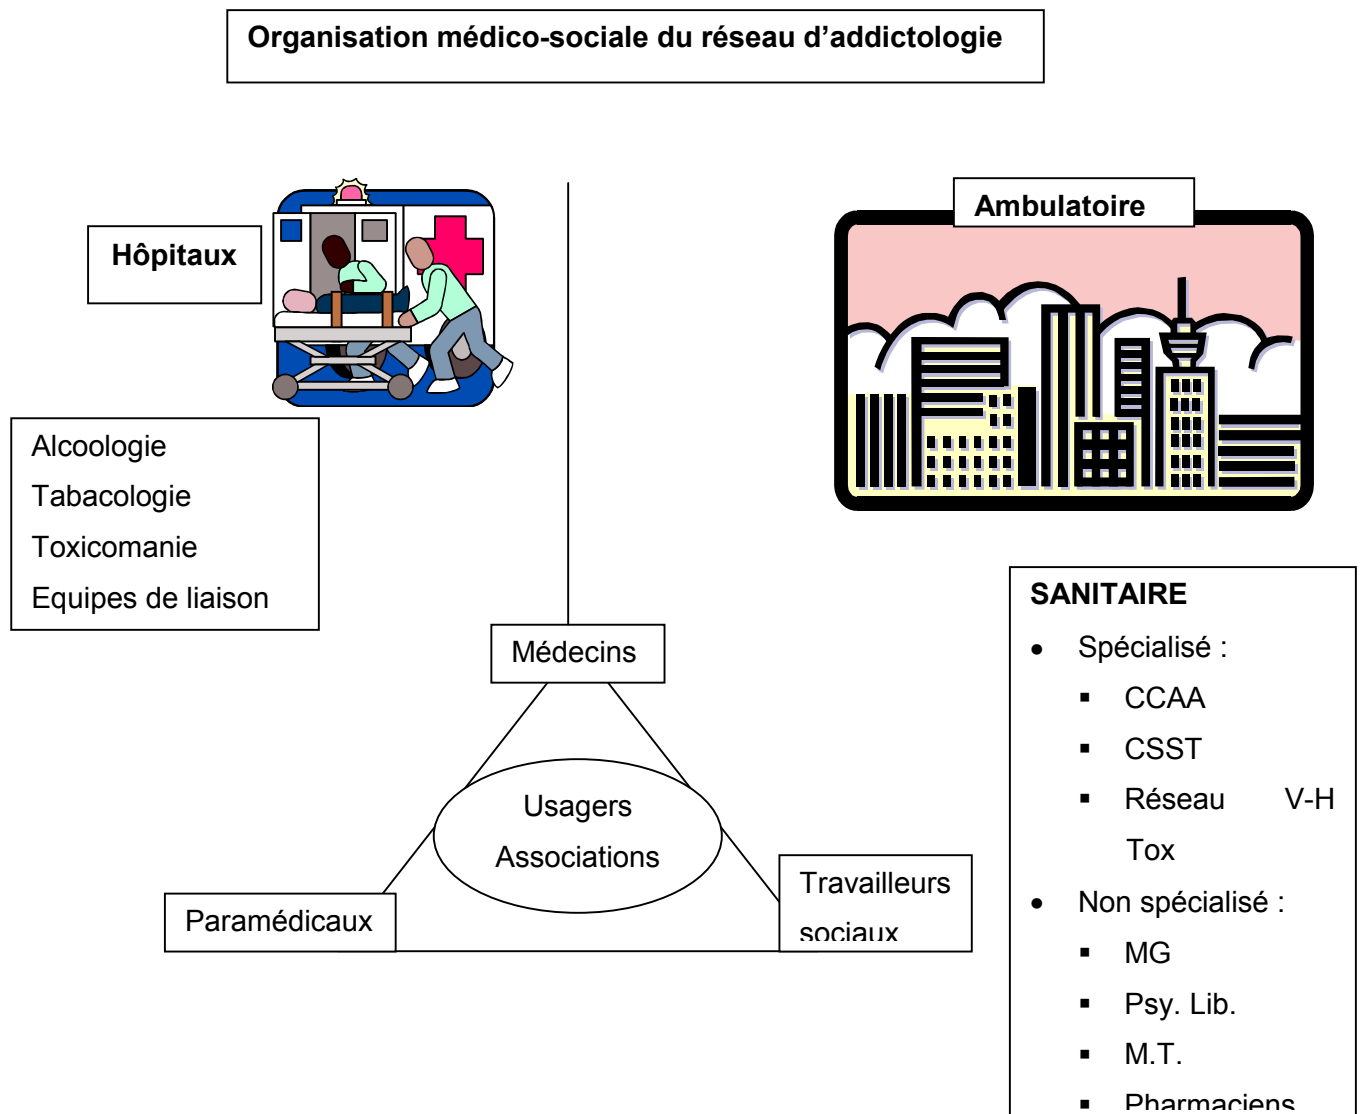 Organisation médico-sociale du réseau d’addictologie
Hôpitaux
Ambulatoire
Alcoologie
Tabacologie
Toxicomanie
Equipes de liaison
Médecins
Usagers
Associations
Paramédicaux
Travailleurs
sociaux
SANITAIRE
• Spécialisé :
▪ CCAA
▪ CSST
▪ Réseau V-H
Tox
• Non spécialisé :
▪ MG
▪ Psy. Lib.
▪ M.T.
▪ Pharmaciens